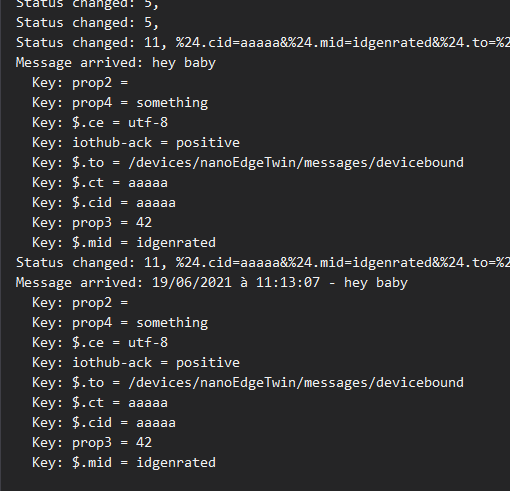 Status changed: 5,
Status changed: 5,
Status changed: 11, %24.cid=aaaaa&%24.mid=idgenrated&%24.to=%2
Message arrived: hey baby
Key: prop2 =
Key: prop4 = something
Key: $.ce = utf-8
Key: iothub-ack = positive
Key: $.to = /devices/nanoEdgeTwin/messages/devicebound
Key: $.ct = aaaaa
Key: $.cid = aaaaa
Key: prop3 = 42
Key: $.mid = idgenrated
Status changed: 11, %24.cid=aaaaa&%24.mid=idgenrated&%24.to=%2
Message arrived: 19/06/2021 à 11:13:07 - hey baby
Key: prop2 =
Key: prop4 = something
Key: $.ce = utf-8
Key: iothub-ack = positive
Key: $.to = /devices/nanoEdgeTwin/messages/devicebound
Key: $.ct = aaaaa
Key: $.cid = aaaaa
Key: prop3 = 42
Key: $.mid = idgenrated